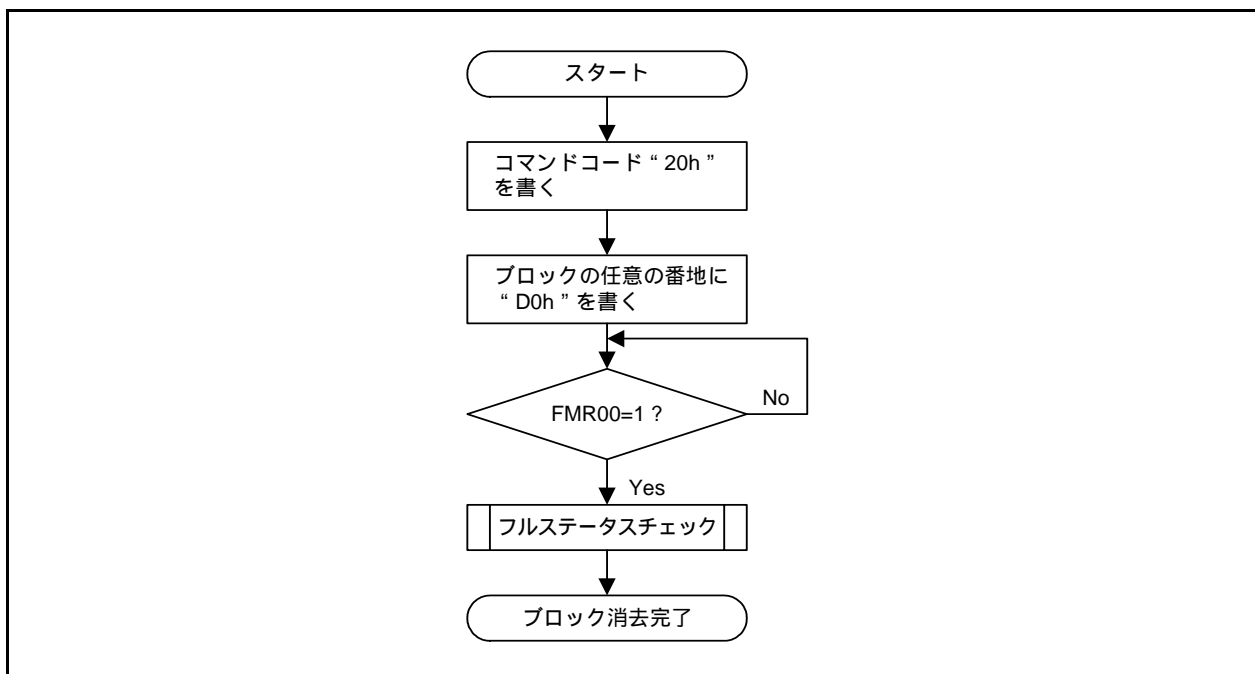 スタート
コマンドコード“ 20h ”
を書く
ブロックの任意の番地に
“ D0h ” を書く
FMR00=1 ?
No
Yes
フルステータスチェック
ブロック消去完了